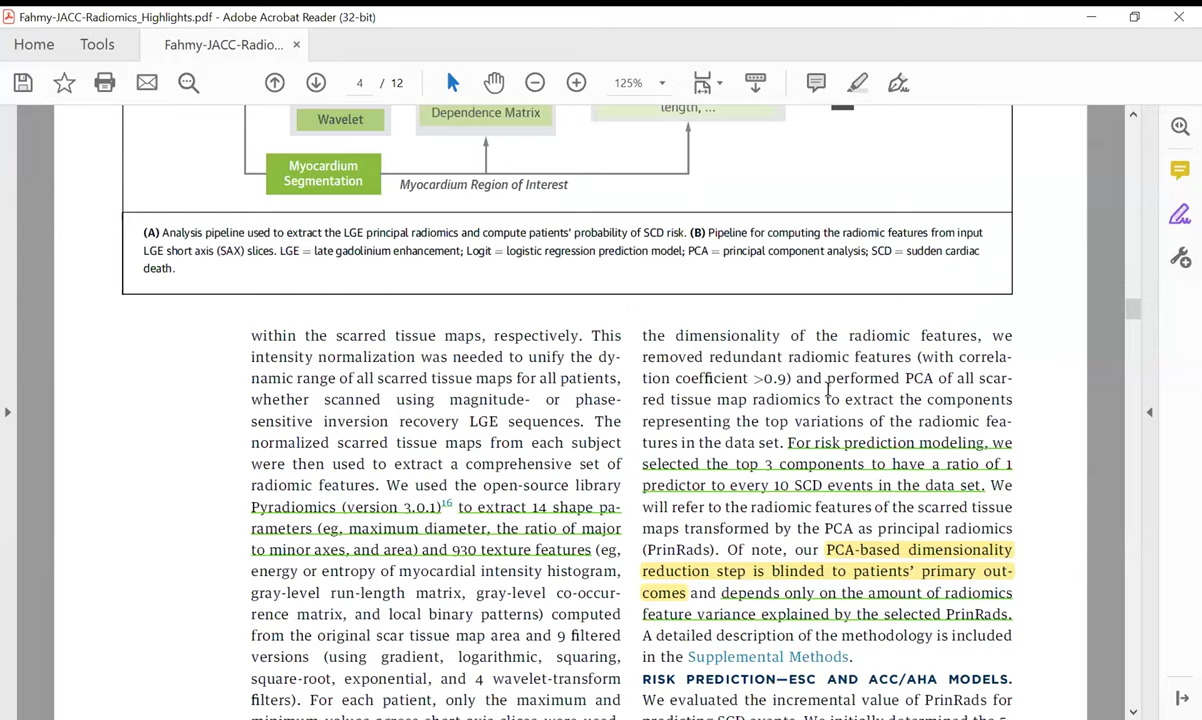 Fahmy-JACC-Radiomics_Highlights.pdf - Adobe Acrobat Reader (32-bit)
Home Tools Fahmy-JACC-Radio... ×
4 / 12 125%
Wavelet
Dependence Matrix
length, ...
Myocardium
Segmentation
Myocardium Region of Interest
(A) Analysis pipeline used to extract the LGE principal radiomics and compute patients' probability of SCD risk. (B) Pipeline for computing the radiomic features from input
LGE short axis (SAX) slices. LGE = late gadolinium enhancement; Logit = logistic regression prediction model; PCA = principal component analysis; SCD = sudden cardiac
death.
within the scarred tissue maps, respectively. This
intensity normalization was needed to unify the dy-
namic range of all scarred tissue maps for all patients,
whether scanned using magnitude- or phase-
sensitive inversion recovery LGE sequences. The
normalized scarred tissue maps from each subject
were then used to extract a comprehensive set of
radiomic features. We used the open-source library
Pyradiomics (version 3.0.1)16 to extract 14 shape pa-
rameters (eg, maximum diameter, the ratio of major
to minor axes, and area) and 930 texture features (eg,
energy or entropy of myocardial intensity histogram,
gray-level run-length matrix, gray-level co-occur-
rence matrix, and local binary patterns) computed
from the original scar tissue map area and 9 filtered
versions (using gradient, logarithmic, squaring,
square-root, exponential, and 4 wavelet-transform
filters). For each patient, only the maximum and
minimum values across short-axis slices were used
the dimensionality of the radiomic features, we
removed redundant radiomic features (with correla-
tion coefficient >0.9) and performed PCA of all scar-
red tissue map radiomics to extract the components
representing the top variations of the radiomic fea-
tures in the data set. For risk prediction modeling, we
selected the top 3 components to have a ratio of 1
predictor to every 10 SCD events in the data set. We
will refer to the radiomic features of the scarred tissue
maps transformed by the PCA as principal radiomics
(PrinRads). Of note, our PCA-based dimensionality
reduction step is blinded to patients' primary out-
comes and depends only on the amount of radiomics
feature variance explained by the selected PrinRads.
A detailed description of the methodology is included
in the Supplemental Methods.
RISK PREDICTION—ESC AND ACC/AHA MODELS.
We evaluated the incremental value of PrinRads for
predicting SCD events. We initially determined the 5-